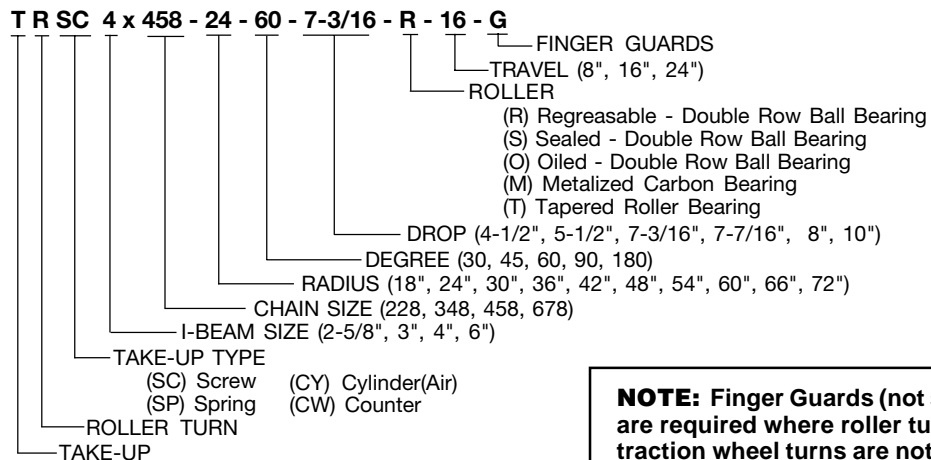 T R SC 4 x 458 - 24 - 60 - 7-3/16 - R - 16 - G
FINGER GUARDS
TRAVEL (8", 16", 24")
ROLLER
(R) Regreasable - Double Row Ball Bearing
(S) Sealed - Double Row Ball Bearing
(O) Oiled - Double Row Ball Bearing
(M) Metalized Carbon Bearing
(T) Tapered Roller Bearing
DROP (4-1/2", 5-1/2", 7-3/16", 7-7/16", 8", 10")
DEGREE (30, 45, 60, 90, 180)
RADIUS (18", 24", 30", 36", 42", 48", 54", 60", 66", 72")
CHAIN SIZE (228, 348, 458, 678)
I-BEAM SIZE (2-5/8", 3", 4", 6")
TAKE-UP TYPE
(SC) Screw (CY) Cylinder(Air)
(SP) Spring (CW) Counter
ROLLER TURN
TAKE-UP
NOTE: Finger Guards (not
are required where roller tu
traction wheel turns are not